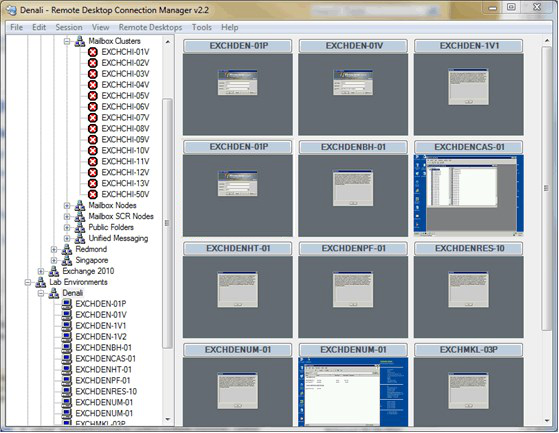 Denali - Remote Desktop Connection Manager v2.2
File Edit Session View Remote Desktops Tools Help
Mailbox Clusters
EXCHCHI-01V
EXCHCHI-02V
EXCHCHI-03V
EXCHCHI-04V
EXCHCHI-05V
EXCHCHI-06V
EXCHCHI-07V
EXCHCHI-08V
EXCHCHI-09V
EXCHCHI-10V
EXCHCHI-11V
EXCHCHI-12V
EXCHCHI-13V
EXCHCHI-50V
Mailbox Nodes
Mailbox SCR Nodes
Public Folders
Unified Messaging
Redmond
Singapore
Exchange 2010
Lab Environments
Denali
EXCHDEN-01P
EXCHDEN-01V
EXCHDEN-1V1
EXCHDEN-1V2
EXCHDENBH-01
EXCHDENCAS-01
EXCHDENHT-01
EXCHDENPF-01
EXCHDENRES-10
EXCHDENUM-01
EXCHDENUM-01
EXCHMKL-03P
EXCHDEN-01P EXCHDEN-01V EXCHDEN-1V1
EXCHDEN-01P EXCHDENBH-01 EXCHDENCAS-01
EXCHDENHT-01 EXCHDENPF-01 EXCHDENRES-10
EXCHDENUM-01 EXCHDENUM-01 EXCHMKL-03P